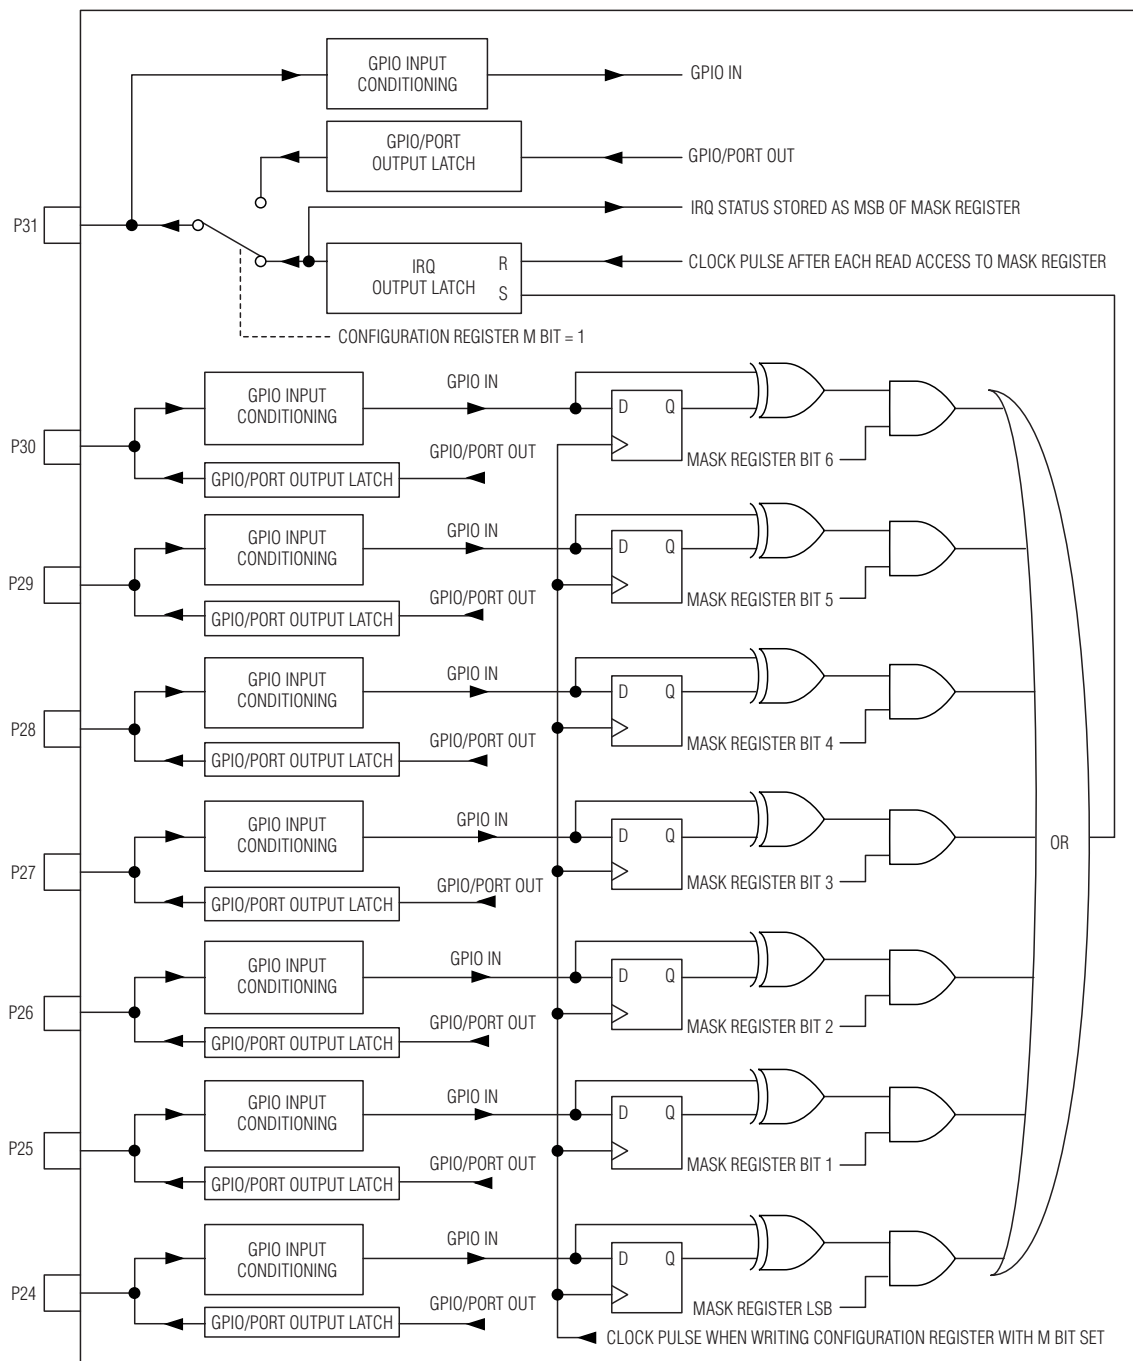 GPIO INPUT
CONDITIONING
GPIO IN
GPIO/PORT
OUTPUT LATCH
GPIO/PORT OUT
P31
IRQ STATUS STORED AS MSB OF MASK REGISTER
IRQ
OUTPUT LATCH
R
S
CLOCK PULSE AFTER EACH READ ACCESS TO MASK REGISTER
CONFIGURATION REGISTER M BIT = 1
P30
GPIO INPUT
CONDITIONING
GPIO IN
GPIO/PORT OUT
GPIO/PORT OUTPUT LATCH
D Q
MASK REGISTER BIT 6
P29
GPIO INPUT
CONDITIONING
GPIO IN
GPIO/PORT OUT
GPIO/PORT OUTPUT LATCH
D Q
MASK REGISTER BIT 5
P28
GPIO INPUT
CONDITIONING
GPIO IN
GPIO/PORT OUT
GPIO/PORT OUTPUT LATCH
D Q
MASK REGISTER BIT 4
P27
GPIO INPUT
CONDITIONING
GPIO IN
GPIO/PORT OUT
GPIO/PORT OUTPUT LATCH
D Q
MASK REGISTER BIT 3
OR
P26
GPIO INPUT
CONDITIONING
GPIO IN
GPIO/PORT OUT
GPIO/PORT OUTPUT LATCH
D Q
MASK REGISTER BIT 2
P25
GPIO INPUT
CONDITIONING
GPIO IN
GPIO/PORT OUT
GPIO/PORT OUTPUT LATCH
D Q
MASK REGISTER BIT 1
P24
GPIO INPUT
CONDITIONING
GPIO IN
GPIO/PORT OUT
GPIO/PORT OUTPUT LATCH
D Q
MASK REGISTER LSB
CLOCK PULSE WHEN WRITING CONFIGURATION REGISTER WITH M BIT SET